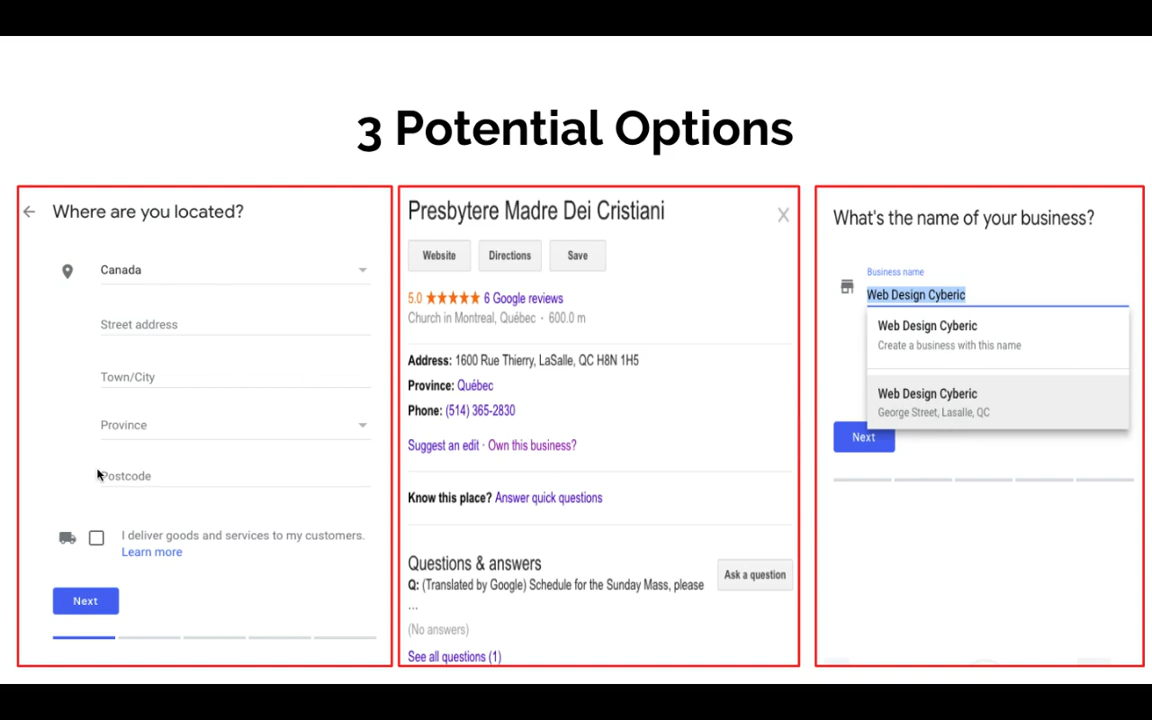 3 Potential Options
Where are you located?
Canada
Street address
Town/City
Province
Postcode
I deliver goods and services to my customers.
Learn more
Next
Presbytere Madre Dei Cristiani
X
Website
Directions
Save
5.0 ★★★★★ 6 Google reviews
Church in Montreal, Québec · 600.0 m
Address: 1600 Rue Thierry, LaSalle, QC H8N 1H5
Province: Québec
Phone: (514) 365-2830
Suggest an edit · Own this business?
Know this place? Answer quick questions
Questions & answers
Ask a question
Q: (Translated by Google) Schedule for the Sunday Mass, please
...
(No answers)
See all questions (1)
What's the name of your business?
Business name
Web Design Cyberic
Web Design Cyberic
Create a business with this name
Web Design Cyberic
George Street, Lasalle, QC
Next